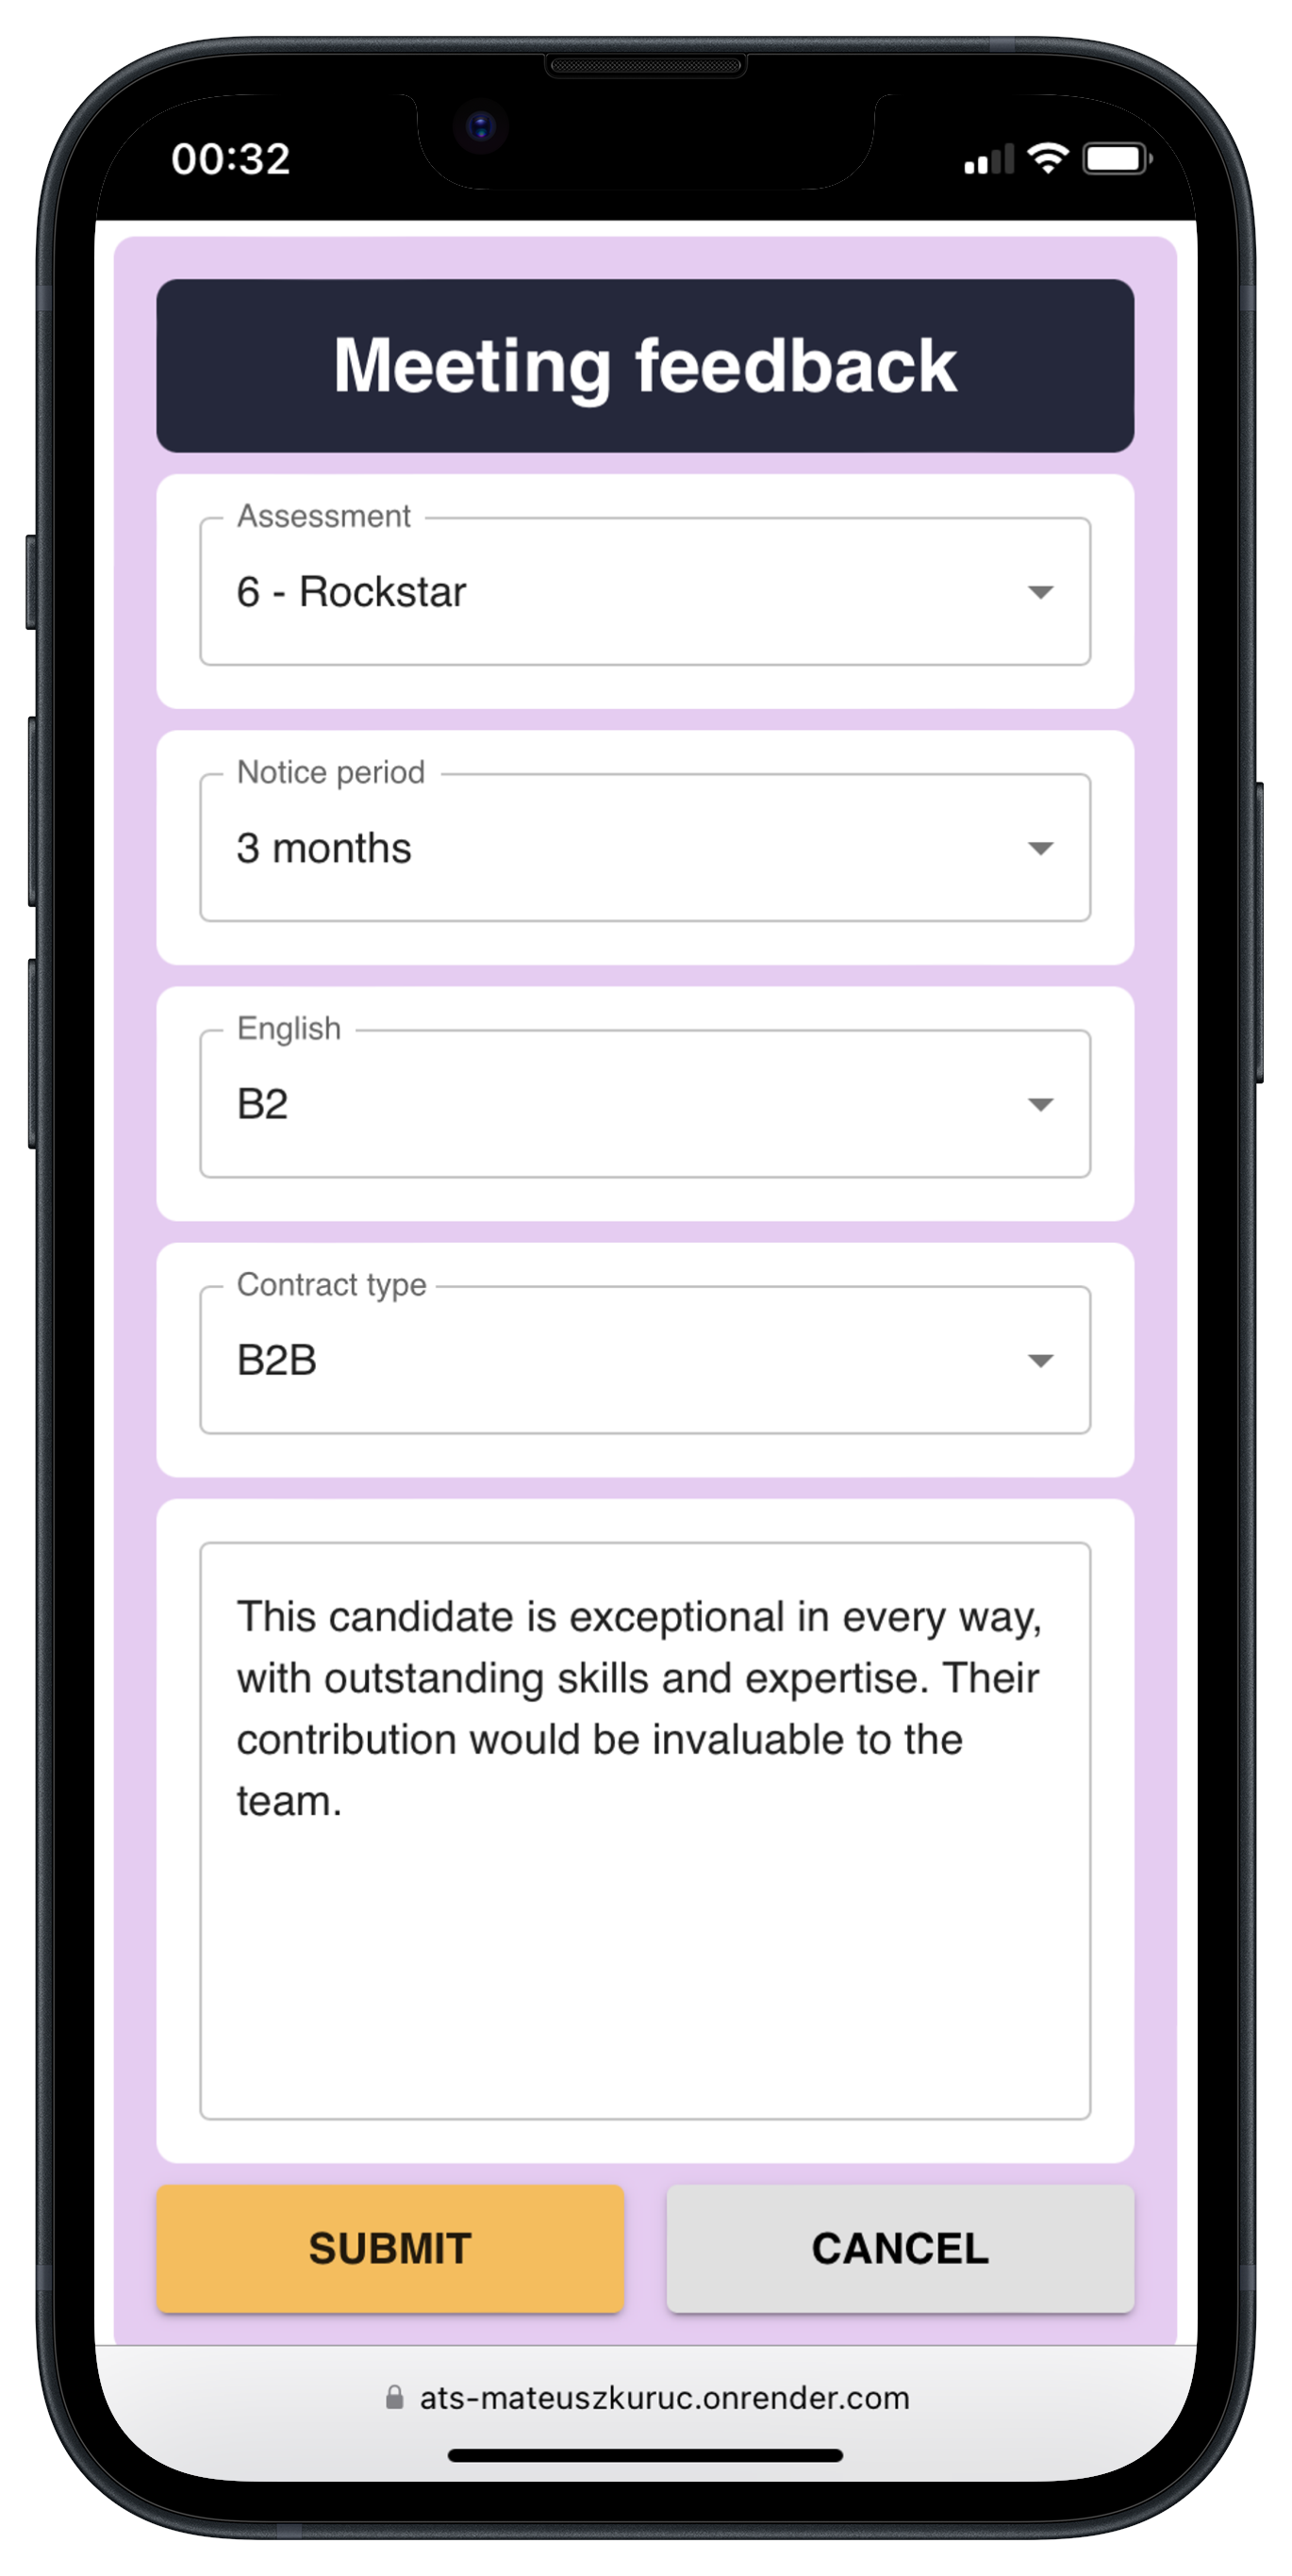 00:32
Meeting feedback
Assessment
6 - Rockstar
Notice period
3 months
English
B2
Contract type
B2B
This candidate is exceptional in every way,
with outstanding skills and expertise. Their
contribution would be invaluable to the
team.
SUBMIT
CANCEL
ats-mateuszkuruc.onrender.com